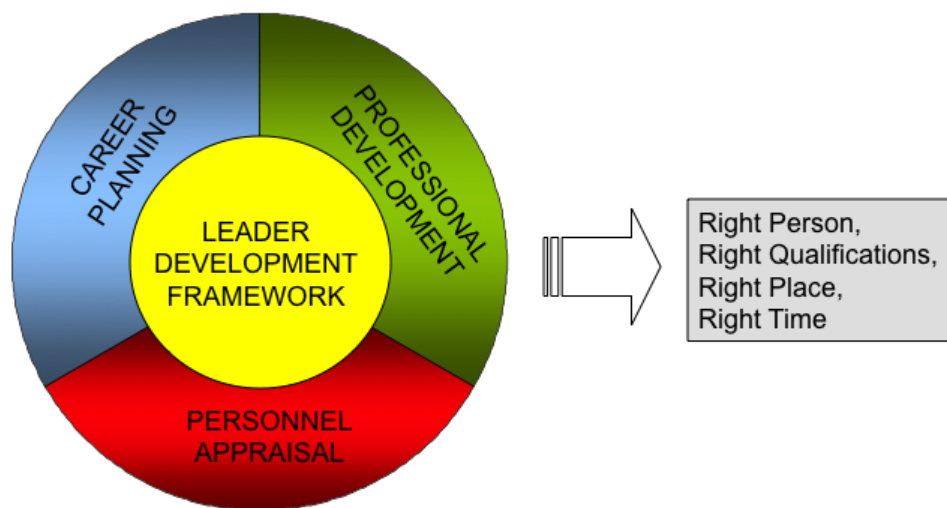 CAREER
PLANNING
PROFESSIONAL
DEVELOPMENT
LEADER
DEVELOPMENT
FRAMEWORK
PERSONNEL
APPRAISAL
Right Person,
Right Qualifications,
Right Place,
Right Time